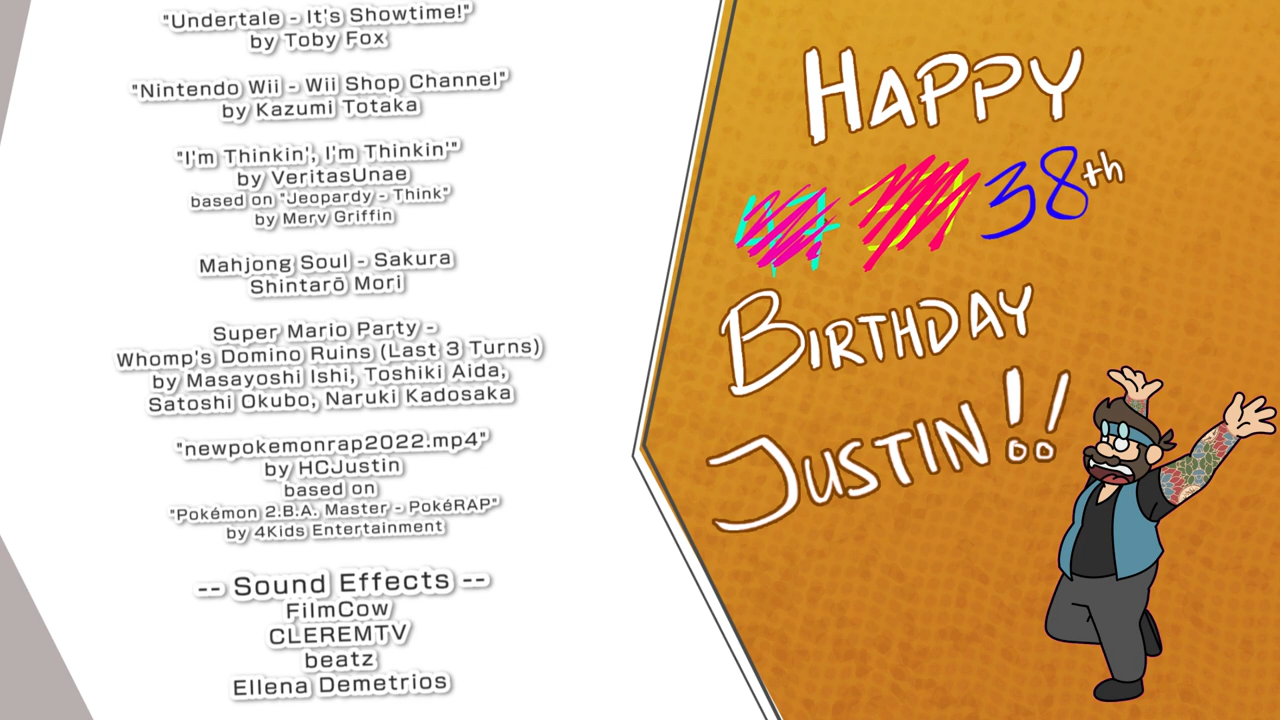 "Undertale - It's Showtime!"
by Toby Fox
"Nintendo Wii - Wii Shop Channel"
by Kazumi Totaka
"I'm Thinkin', I'm Thinkin'"
by VeritasUnae
based on "Jeopardy - Think"
by Merv Griffin
Mahjong Soul - Sakura
Shintarō Mori
Super Mario Party -
Whomp's Domino Ruins (Last 3 Turns)
by Masayoshi Ishi, Toshiki Aida,
Satoshi Okubo, Naruki Kadosaka
"newpokemonrap2022.mp4"
by HCJustin
based on
"Pokémon 2.B.A. Master - PokéRAP"
by 4Kids Entertainment
-- Sound Effects --
FilmCow
CLEREMTV
beatz
Ellena Demetrios
HAPPY
38th
BIRTHDAY
JUSTIN!!